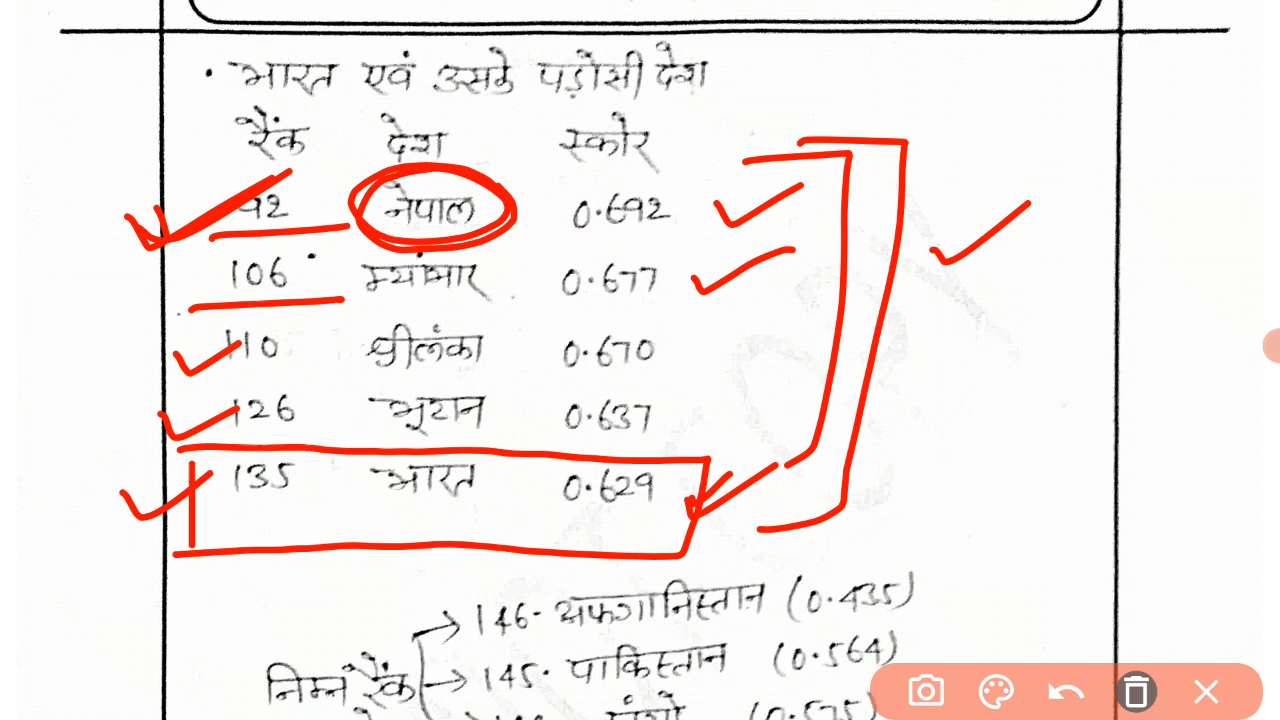 • भारत एवं उसके पड़ोसी देश
रैंक देश स्कोर
92 नेपाल 0.692
106 म्यांमार 0.677
110 श्रीलंका 0.670
126 भूटान 0.637
135 भारत 0.629
→ 146. अफगानिस्तान (0.435)
निम्न रैंक → 145. पाकिस्तान (0.564)